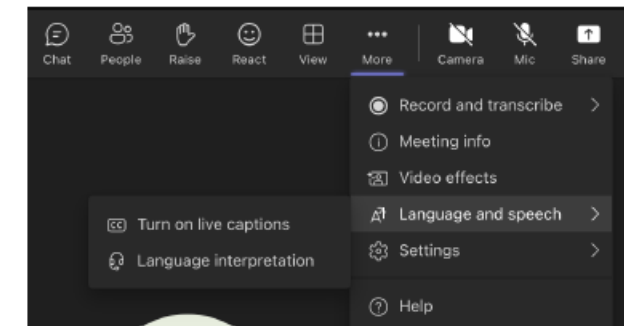 Chat People Raise React View More Camera Mic Share
Record and transcribe
Meeting info
Video effects
Language and speech
Settings
Help
CC Turn on live captions
Language interpretation